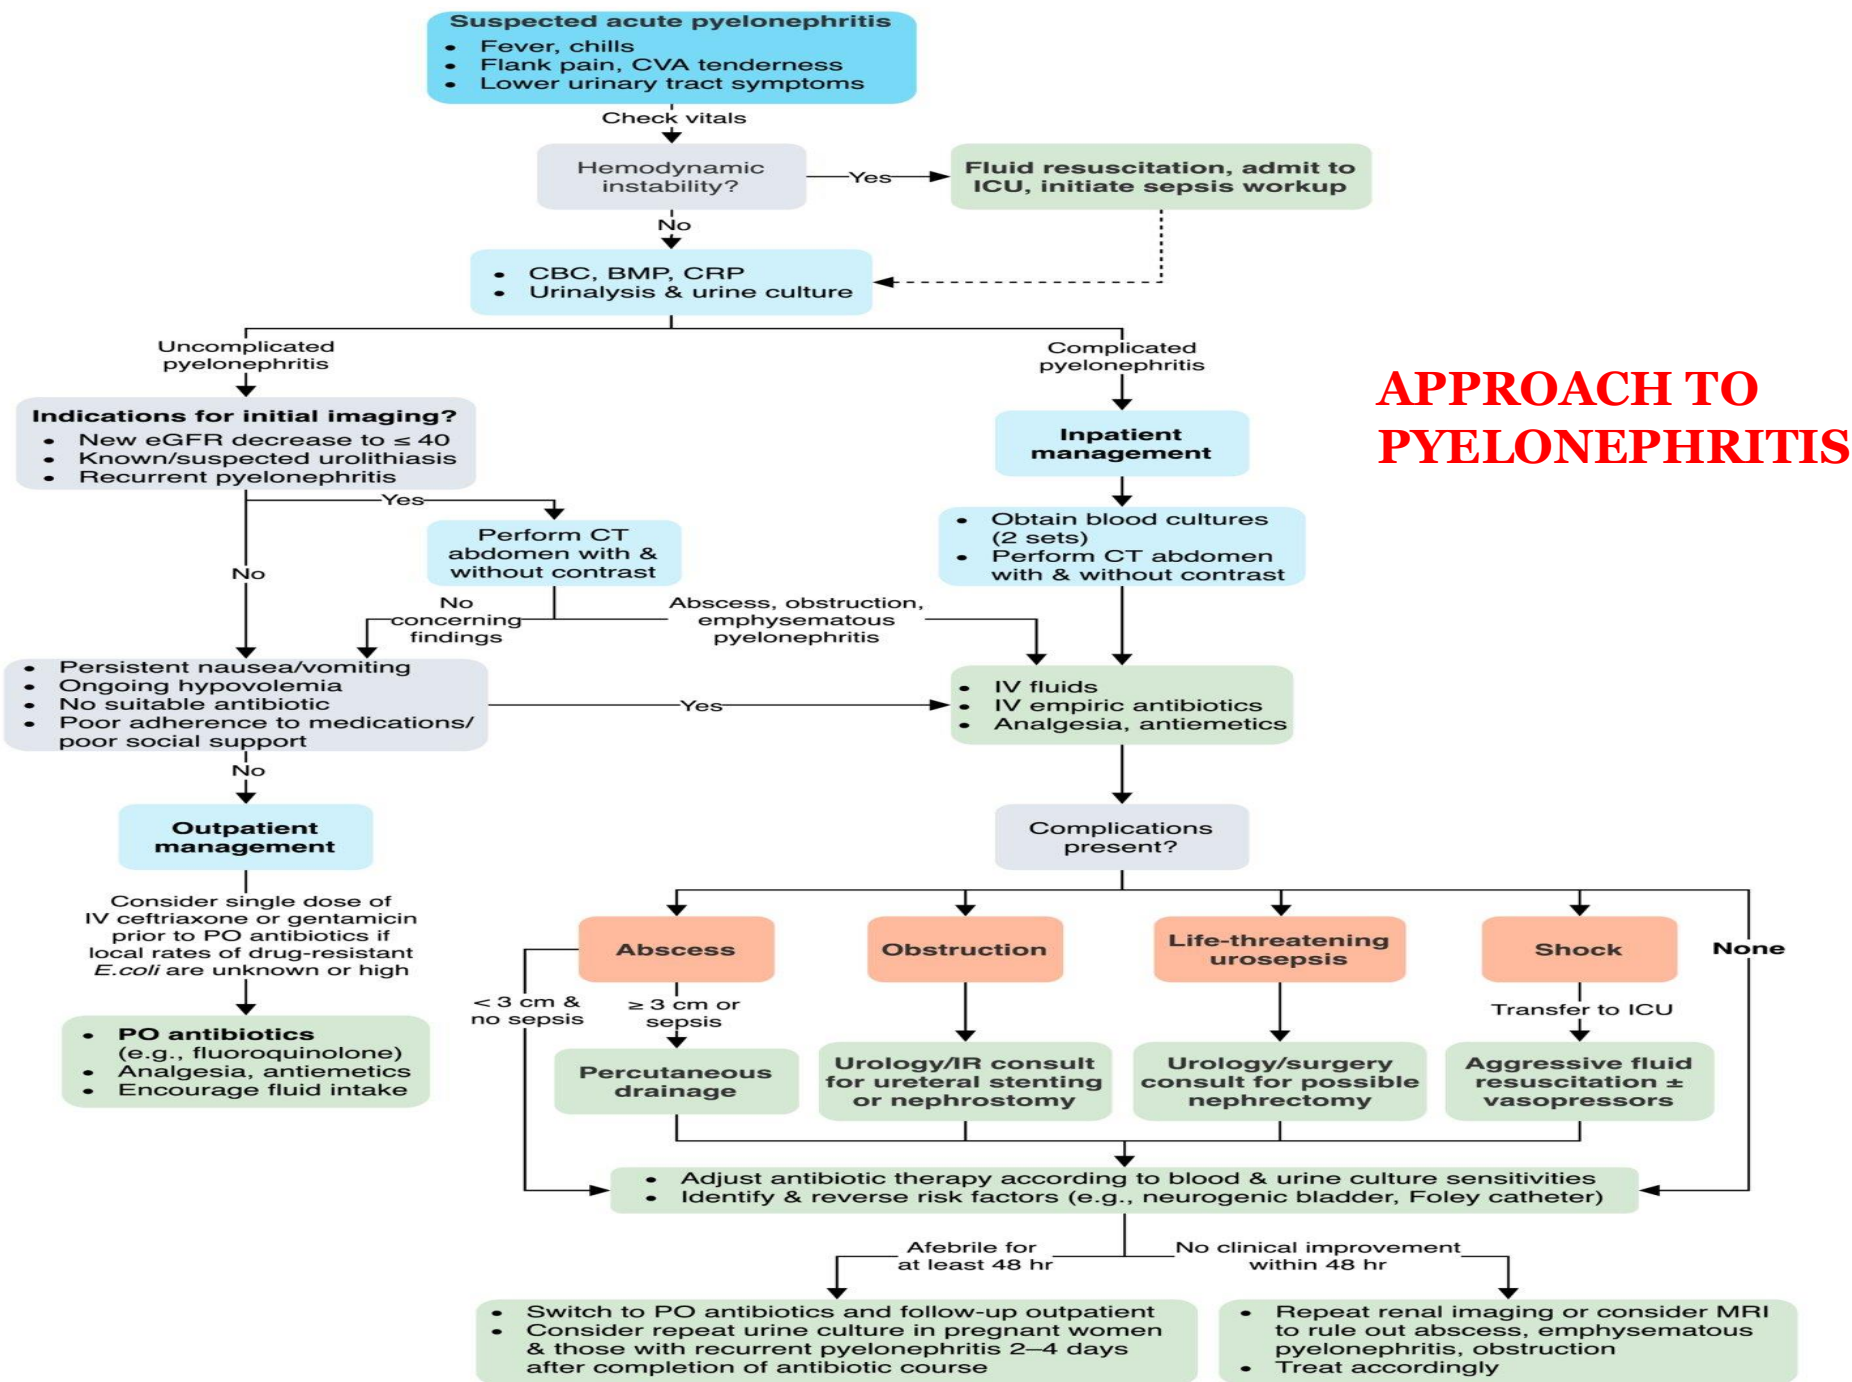 Suspected acute pyelonephritis
• Fever, chills
• Flank pain, CVA tenderness
• Lower urinary tract symptoms
Check vitals
Hemodynamic
instability?
Yes
Fluid resuscitation, admit to
ICU, initiate sepsis workup
No
• CBC, BMP, CRP
• Urinalysis & urine culture
Uncomplicated
pyelonephritis
Complicated
pyelonephritis
APPROACH TO
PYELONEPHRITIS
Indications for initial imaging?
• New eGFR decrease to ≤ 40
• Known/suspected urolithiasis
• Recurrent pyelonephritis
Inpatient
management
Yes
Perform CT
abdomen with &
without contrast
• Obtain blood cultures
(2 sets)
• Perform CT abdomen
with & without contrast
No
No
concerning
findings
Abscess, obstruction,
emphysematous
pyelonephritis
• Persistent nausea/vomiting
• Ongoing hypovolemia
• No suitable antibiotic
• Poor adherence to medications/
poor social support
Yes
• IV fluids
• IV empiric antibiotics
• Analgesia, antiemetics
No
Outpatient
management
Complications
present?
Consider single dose of
IV ceftriaxone or gentamicin
prior to PO antibiotics if
local rates of drug-resistant
E.coli are unknown or high
Abscess
Obstruction
Life-threatening
urosepsis
Shock
None
< 3 cm &
no sepsis
≥ 3 cm or
sepsis
Transfer to ICU
• PO antibiotics
(e.g., fluoroquinolone)
• Analgesia, antiemetics
• Encourage fluid intake
Percutaneous
drainage
Urology/IR consult
for ureteral stenting
or nephrostomy
Urology/surgery
consult for possible
nephrectomy
Aggressive fluid
resuscitation ±
vasopressors
• Adjust antibiotic therapy according to blood & urine culture sensitivities
• Identify & reverse risk factors (e.g., neurogenic bladder, Foley catheter)
Afebrile for
at least 48 hr
No clinical improvement
within 48 hr
• Switch to PO antibiotics and follow-up outpatient
• Consider repeat urine culture in pregnant women
& those with recurrent pyelonephritis 2–4 days
after completion of antibiotic course
• Repeat renal imaging or consider MRI
to rule out abscess, emphysematous
pyelonephritis, obstruction
• Treat accordingly